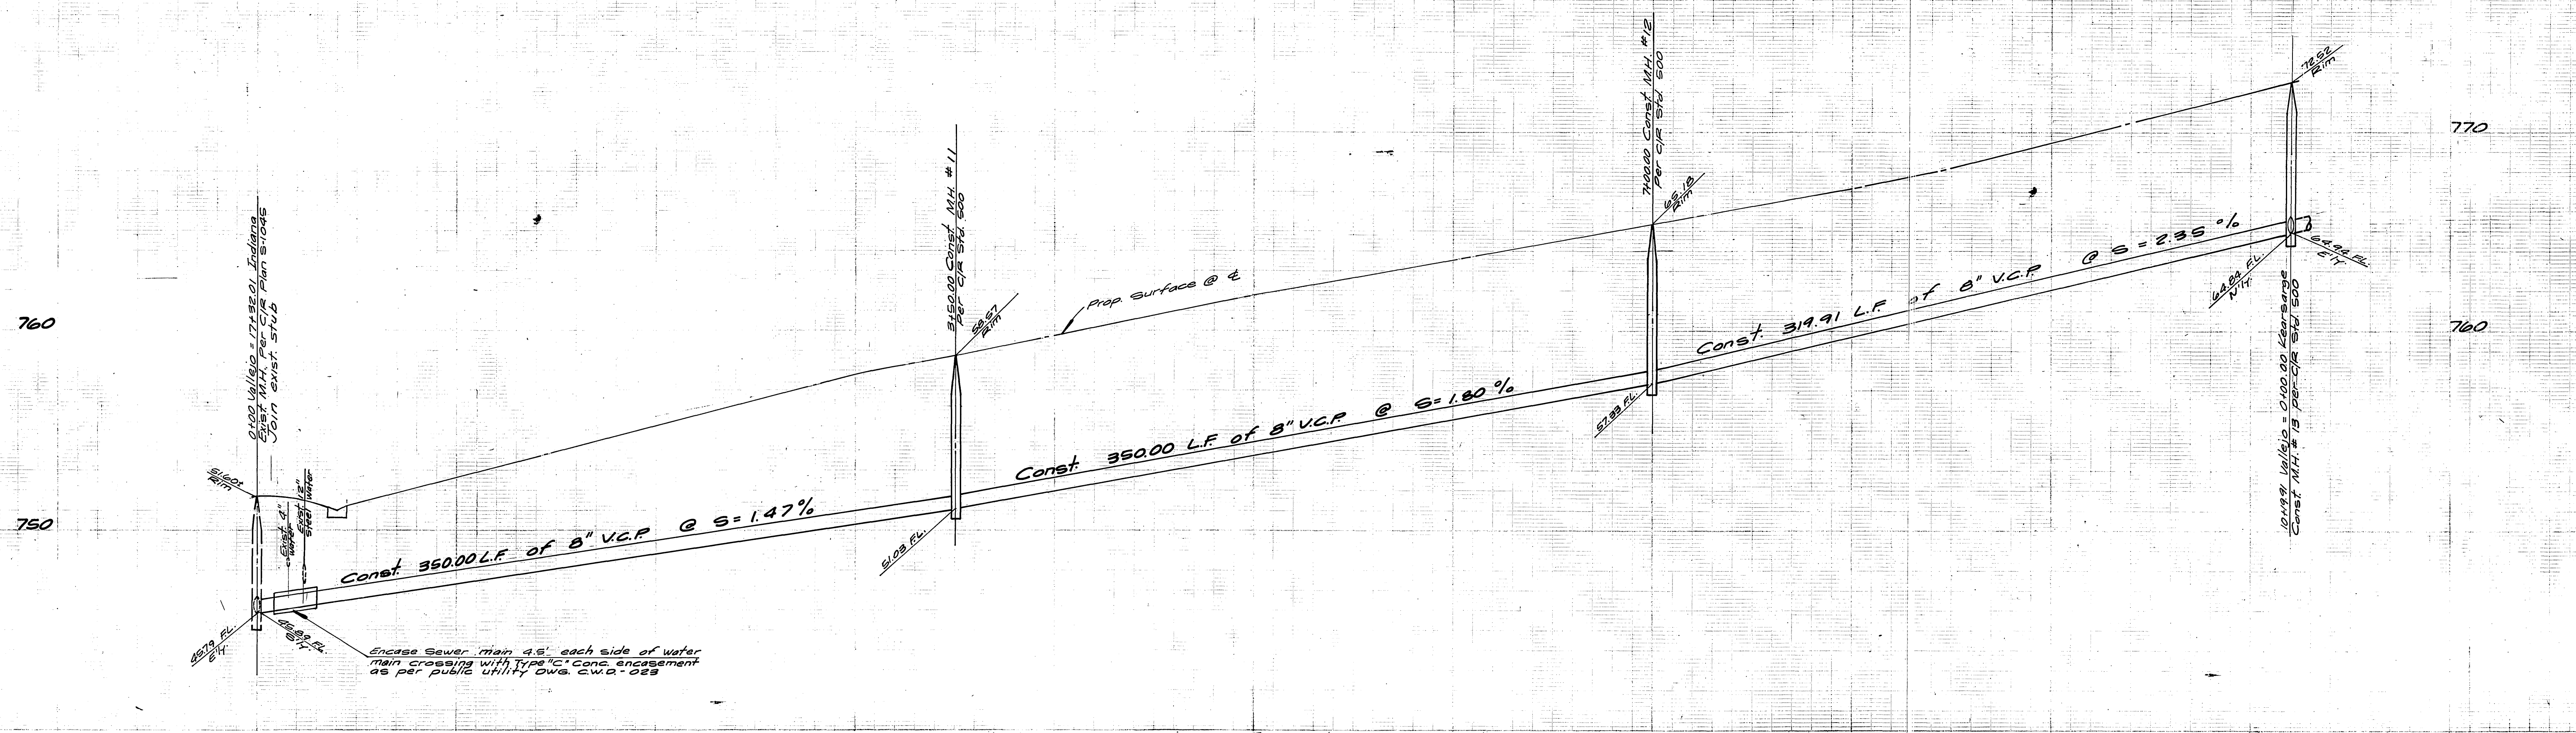 0+00 Vallejo = 17+32.01 Indiana
Exist. M.H. Per C/R Plan S-1045
Join exist. stub
3+50.00 Const. M.H. #11
Per C/R Std. 500
7+00.00 Const. M.H. #12
Per C/R Std. 500
72.52
Rim
770
770
65.18
Rim
760
58.57
Rim
Prop. Surface @ ℄
760
Const. 319.91 L.F. of 8" V.C.P. @ S = 2.35 %
64.84 F.L.
N'LY.
64.94 F.L.
E'LY
10+19.91 Vallejo = 0+00.00 Kearsarge
Const. M.H. #13 per C/R Std. 500
Const. 350.00 L.F. of 8" V.C.P. @ S= 1.80 %
57.33 F.L.
51.60±
Rim
Exist. 4"
water
Exist. 12"
Steel Water
750
Const. 350.00 L.F. of 8" V.C.P. @ S= 1.47%
51.03 F.L.
45.79 F.L.
E'LY.
45.89 F.L.
S'LY.
Encase Sewer main 4.5' each side of water
main crossing with Type "C" Conc. encasement
as per public utility DWG. C.W.D. - 023